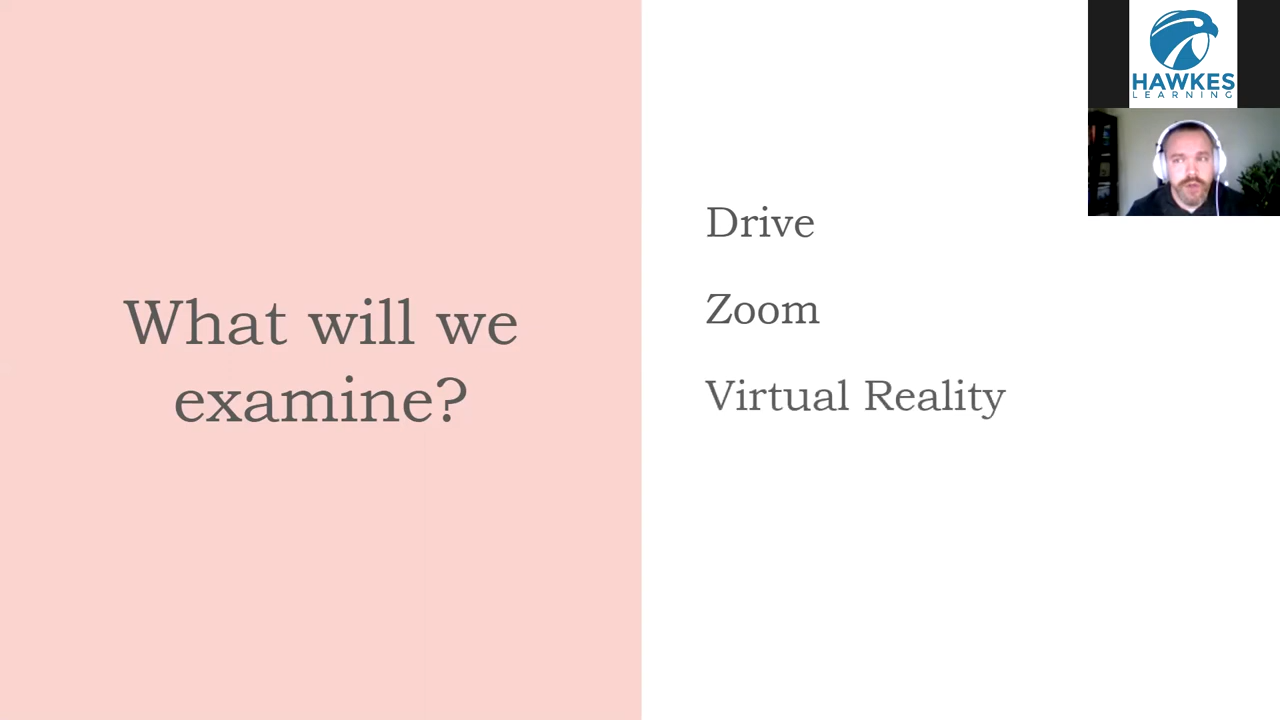 What will we
examine?
Drive
Zoom
Virtual Reality
HAWKES
LEARNING